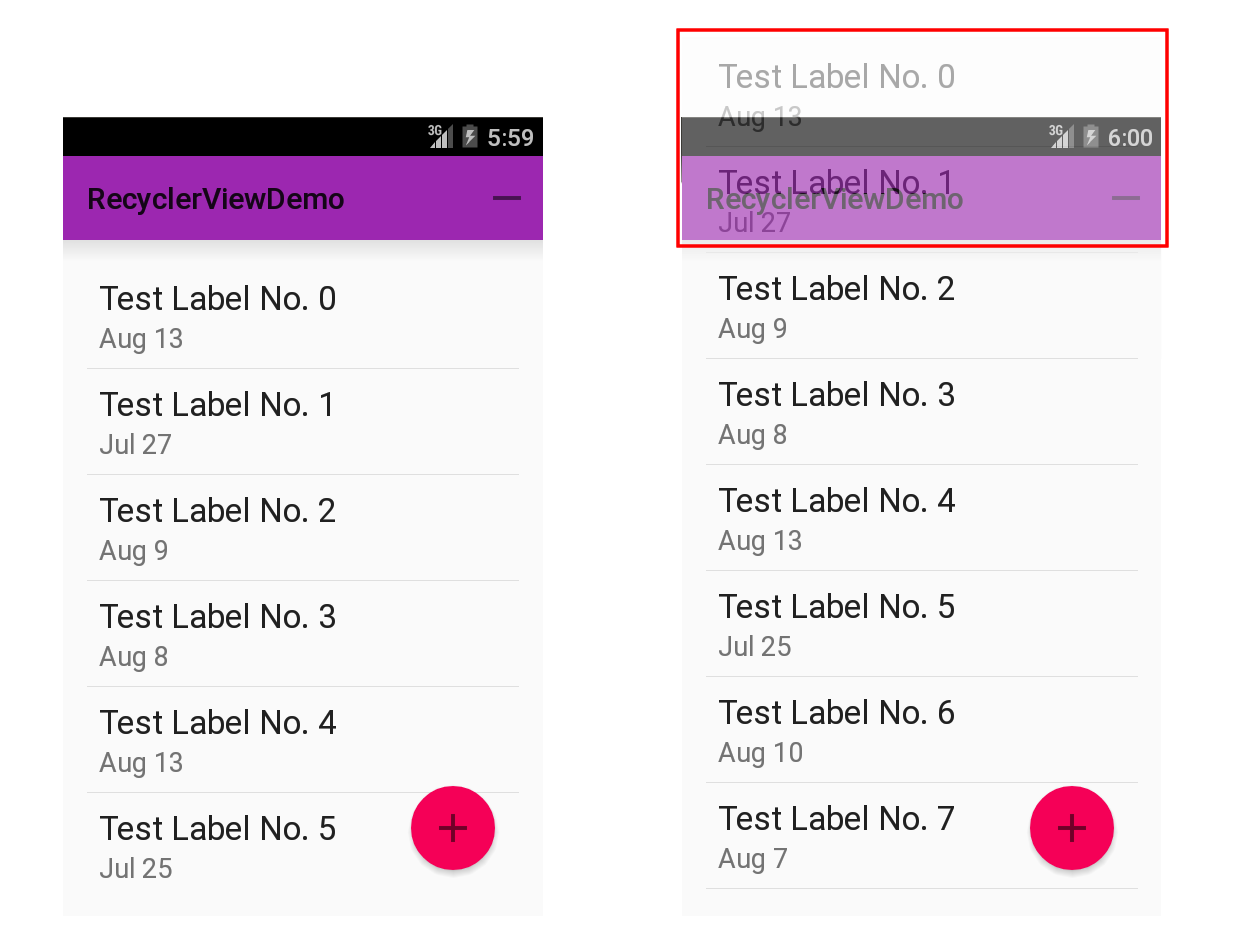 3G 5:59
RecyclerViewDemo
Test Label No. 0
Aug 13
Test Label No. 1
Jul 27
Test Label No. 2
Aug 9
Test Label No. 3
Aug 8
Test Label No. 4
Aug 13
Test Label No. 5
Jul 25
Test Label No. 0
Aug 13
3G 6:00
Test Label No. 1
RecyclerViewDemo
Jul 27
Test Label No. 2
Aug 9
Test Label No. 3
Aug 8
Test Label No. 4
Aug 13
Test Label No. 5
Jul 25
Test Label No. 6
Aug 10
Test Label No. 7
Aug 7